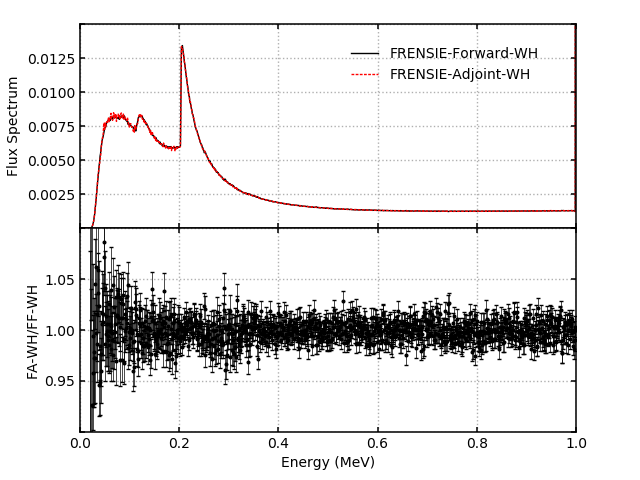 0.0125
0.0100
0.0075
0.0050
0.0025
Flux Spectrum
FRENSIE-Forward-WH
FRENSIE-Adjoint-WH
1.05
1.00
0.95
FA-WH/FF-WH
0.0 0.2 0.4 0.6 0.8 1.0
Energy (MeV)